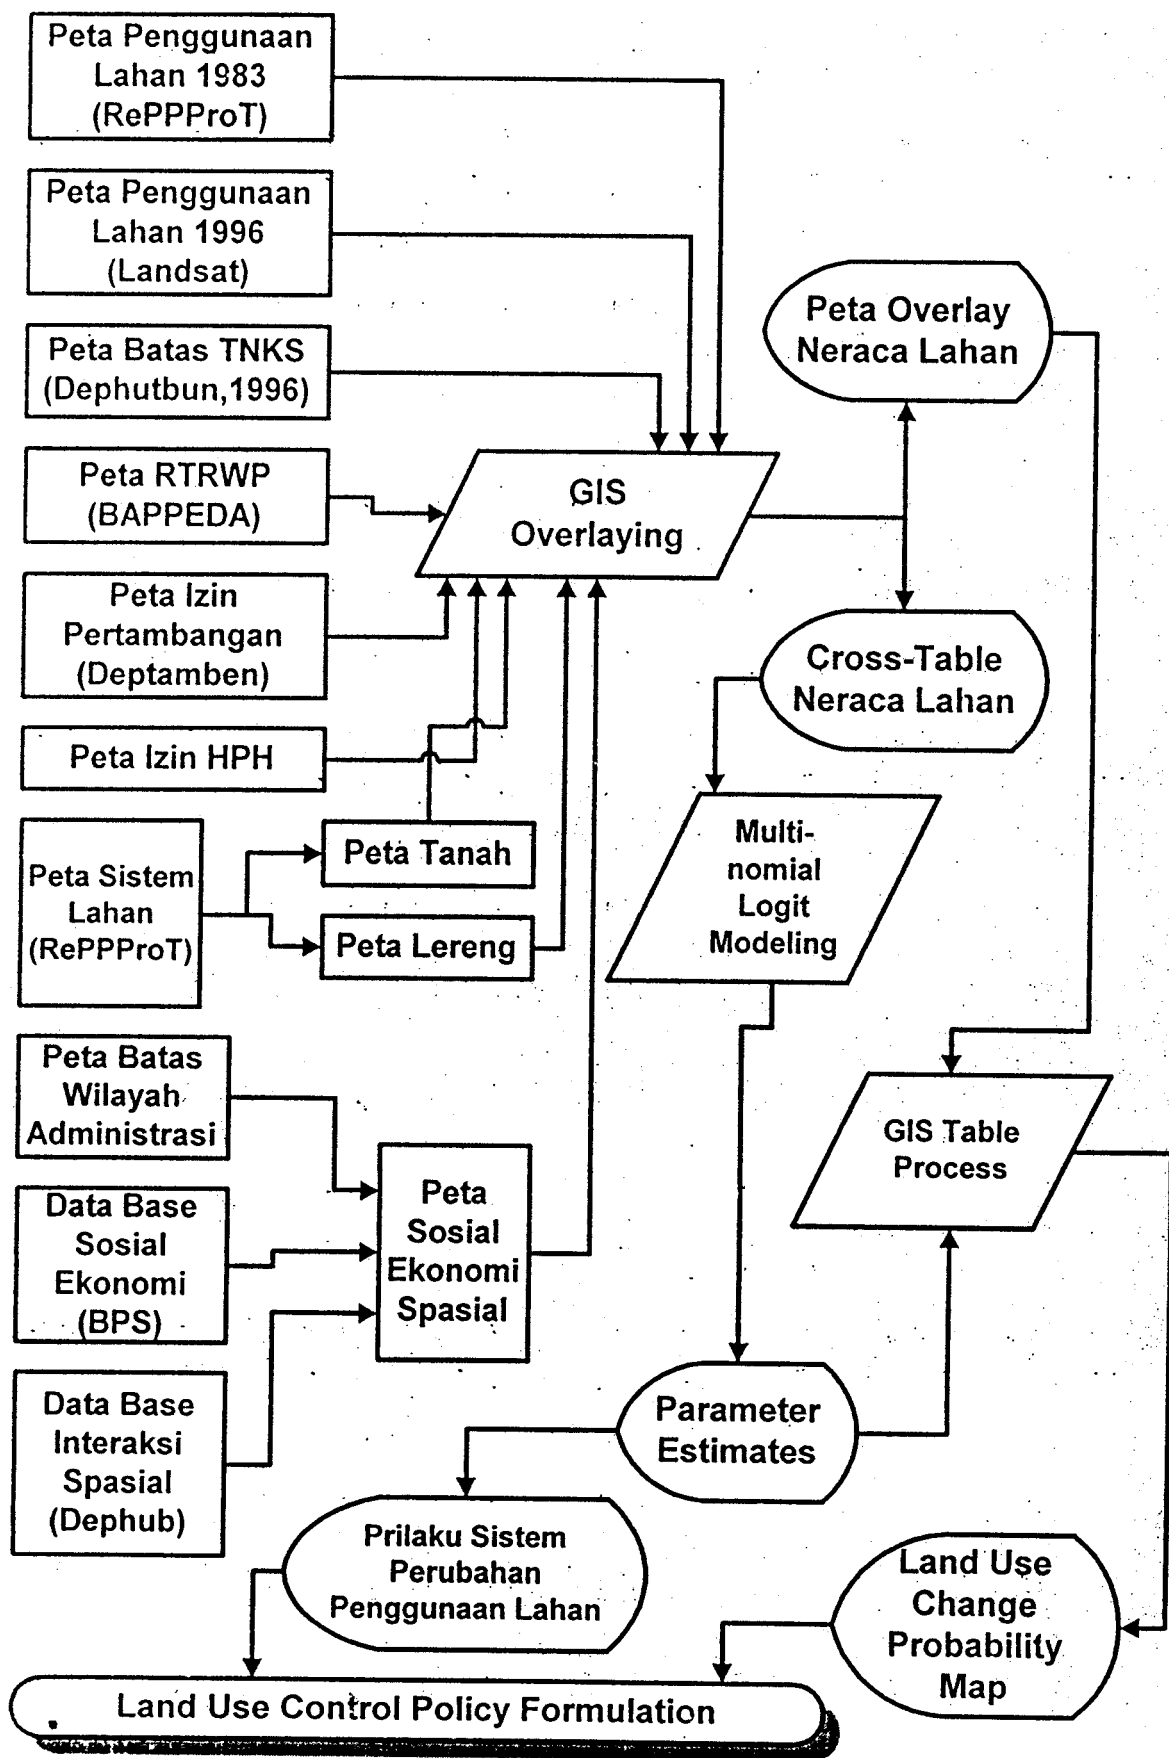 Peta Penggunaan
Lahan 1983
(RePPProT)
Peta Penggunaan
Lahan 1996
(Landsat)
Peta Batas TNKS
(Dephutbun,1996)
Peta RTRWP
(BAPPEDA)
Peta Izin
Pertambangan
(Deptamben)
Peta Izin HPH
Peta Sistem
Lahan
(RePPProT)
Peta Tanah
Peta Lereng
Peta Batas
Wilayah
Administrasi
Data Base
Sosial
Ekonomi
(BPS)
Data Base
Interaksi
Spasial
(Dephub)
Peta
Sosial
Ekonomi
Spasial
GIS
Overlaying
Peta Overlay
Neraca Lahan
Cross-Table
Neraca Lahan
Multi-
nomial
Logit
Modeling
GIS Table
Process
Parameter
Estimates
Prilaku Sistem
Perubahan
Penggunaan Lahan
Land Use
Change
Probability
Map
Land Use Control Policy Formulation